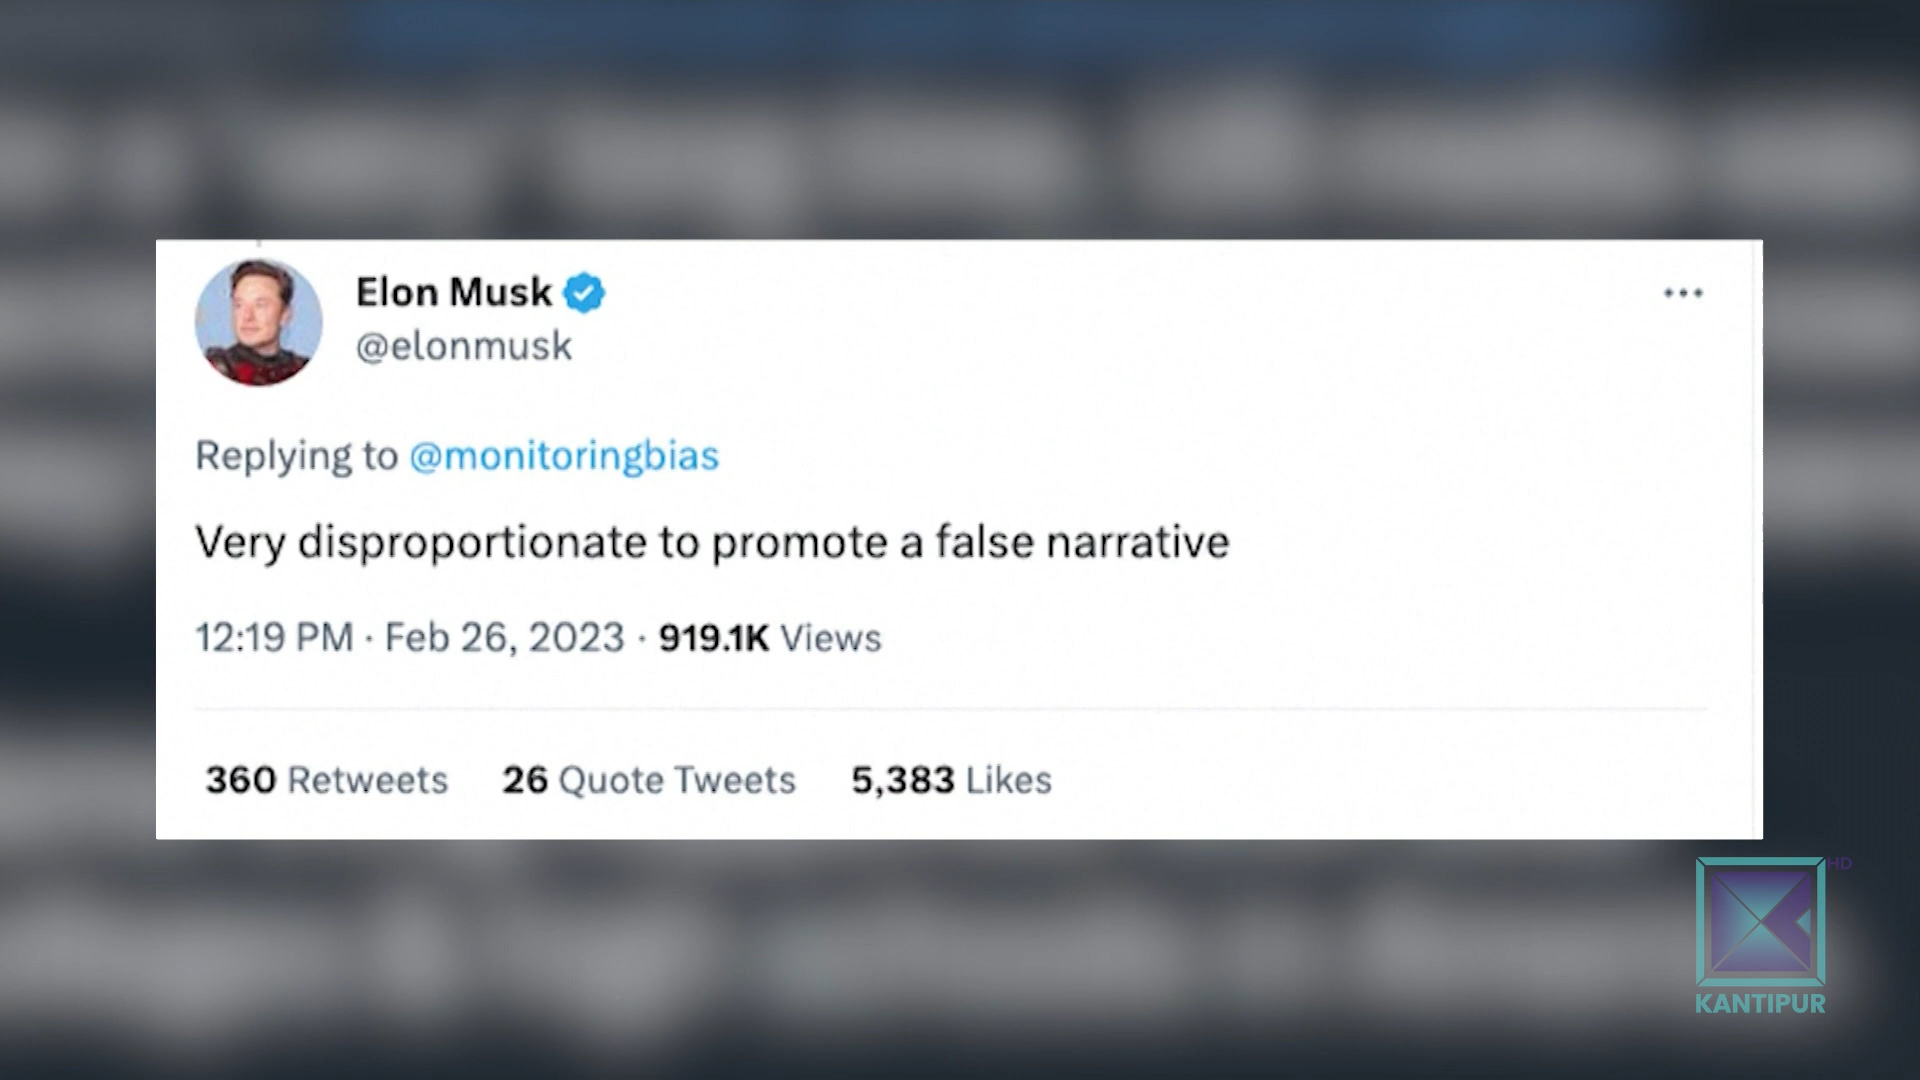 Elon Musk
@elonmusk
Replying to @monitoringbias
Very disproportionate to promote a false narrative
12:19 PM · Feb 26, 2023 · 919.1K Views
360 Retweets 26 Quote Tweets 5,383 Likes
HD
KANTIPUR